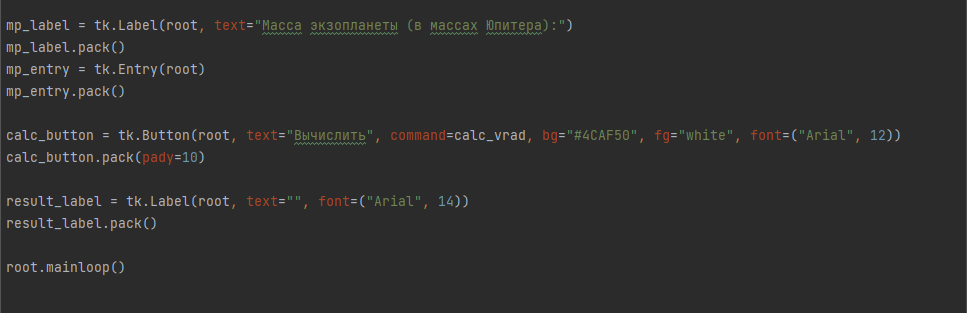 mp_label = tk.Label(root, text="Масса экзопланеты (в массах Юпитера):")
mp_label.pack()
mp_entry = tk.Entry(root)
mp_entry.pack()
calc_button = tk.Button(root, text="Вычислить", command=calc_vrad, bg="#4CAF50", fg="white", font=("Arial", 12))
calc_button.pack(pady=10)
result_label = tk.Label(root, text="", font=("Arial", 14))
result_label.pack()
root.mainloop()